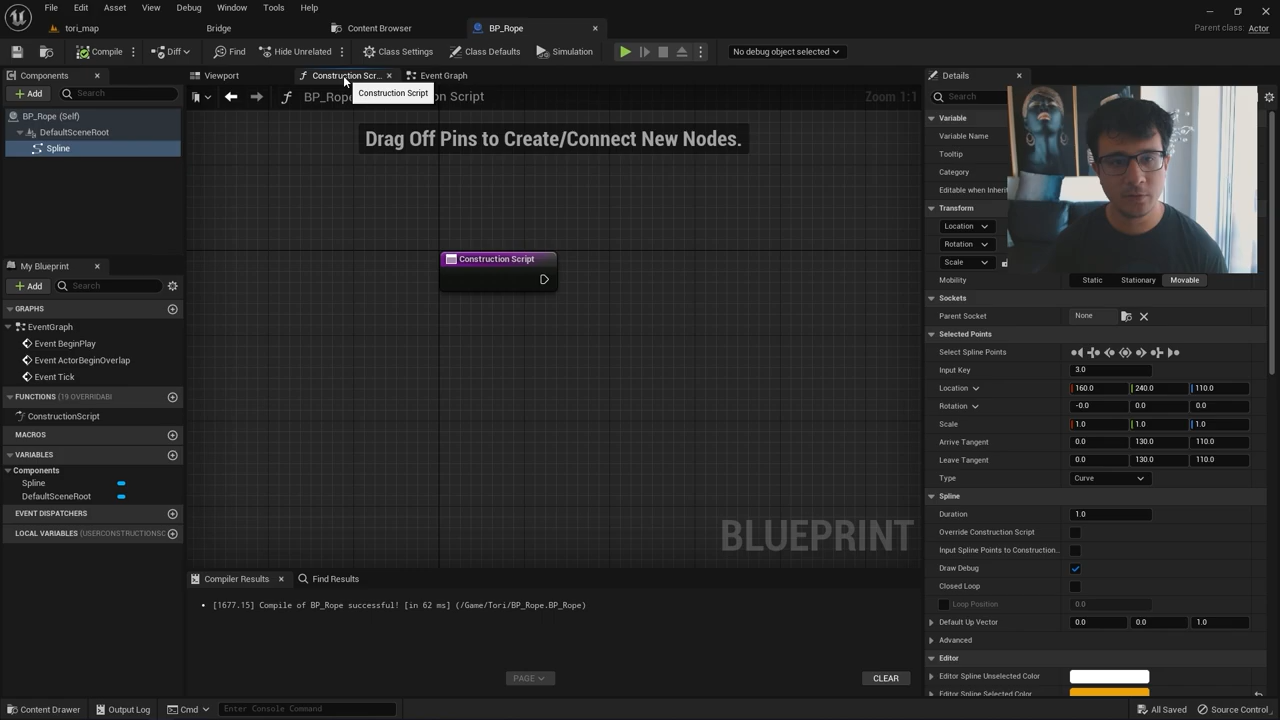 File Edit Asset View Debug Window Tools Help
tori_map
Bridge
Content Browser
BP_Rope
Parent class: Actor
Compile
Diff
Find
Hide Unrelated
Class Settings
Class Defaults
Simulation
No debug object selected
Components
Add
Search
BP_Rope (Self)
DefaultSceneRoot
Spline
My Blueprint
Add
Search
GRAPHS
EventGraph
Event BeginPlay
Event ActorBeginOverlap
Event Tick
FUNCTIONS (19 OVERRIDABL
ConstructionScript
MACROS
VARIABLES
Components
Spline
DefaultSceneRoot
EVENT DISPATCHERS
LOCAL VARIABLES (USERCONSTRUCTIONSC
Viewport
Construction Scr...
Event Graph
Construction Script
BP_Rope
n Script
Zoom 1:1
Drag Off Pins to Create/Connect New Nodes.
Construction Script
BLUEPRINT
Compiler Results
Find Results
[1677.15] Compile of BP_Rope successful! [in 62 ms] (/Game/Tori/BP_Rope.BP_Rope)
PAGE
CLEAR
Details
Search
Variable
Variable Name
Tooltip
Category
Editable when Inherit
Transform
Location
Rotation
Scale
Mobility Static Stationary Movable
Sockets
Parent Socket None
Selected Points
Select Spline Points
Input Key 3.0
Location 160.0 240.0 110.0
Rotation -0.0 0.0 0.0
Scale 1.0 1.0 1.0
Arrive Tangent 0.0 130.0 110.0
Leave Tangent 0.0 130.0 110.0
Type Curve
Spline
Duration 1.0
Override Construction Script
Input Spline Points to Construction...
Draw Debug
Closed Loop
Loop Position 0.0
Default Up Vector 0.0 0.0 1.0
Advanced
Editor
Editor Spline Unselected Color
Editor Spline Selected Color
Content Drawer
Output Log
Cmd
Enter Console Command
All Saved
Source Control